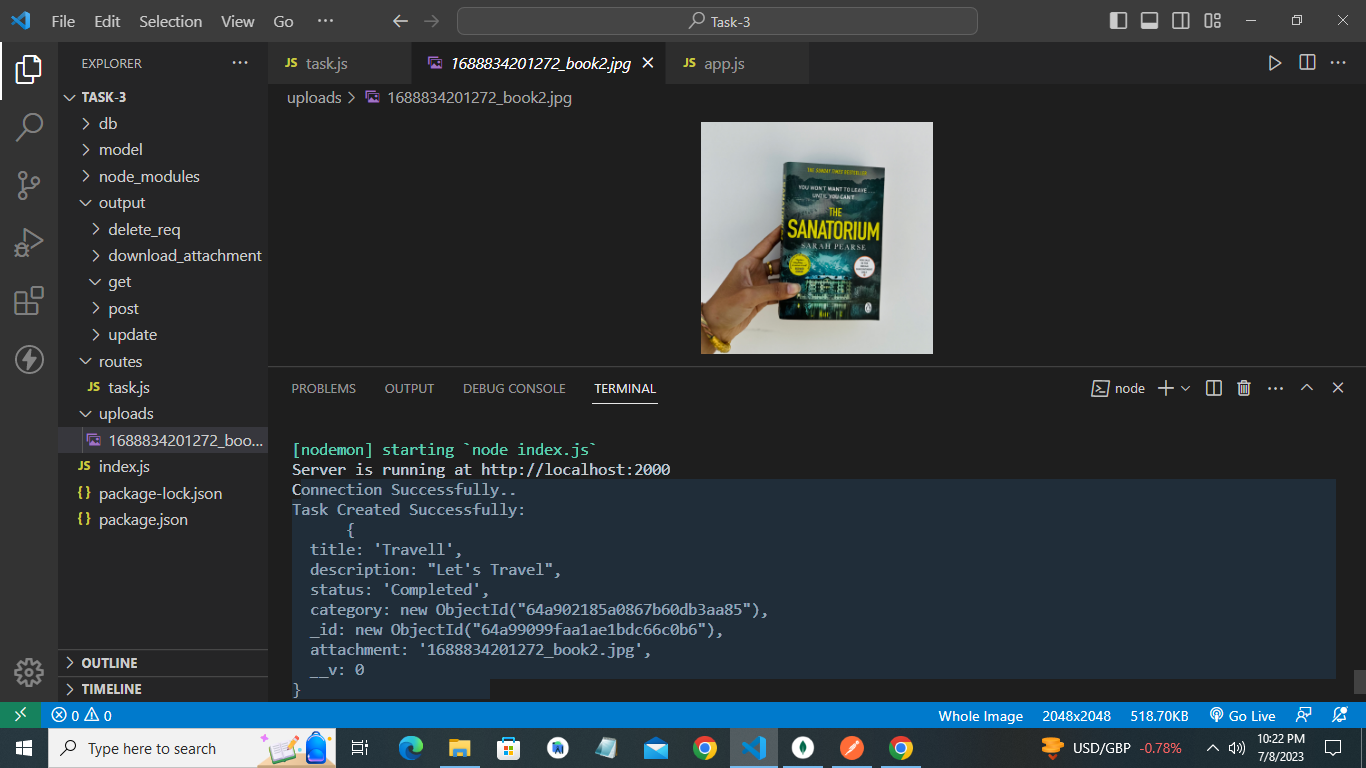 File Edit Selection View Go ··· Task-3
EXPLORER ···
TASK-3
db
model
node_modules
output
delete_req
download_attachment
get
post
update
routes
JS task.js
uploads
1688834201272_boo...
JS index.js
{} package-lock.json
{} package.json
OUTLINE
TIMELINE
JS task.js 1688834201272_book2.jpg JS app.js
uploads > 1688834201272_book2.jpg
THE SUNDAY TIMES BESTSELLER
YOU WON'T WANT TO LEAVE...
UNTIL YOU CAN'T
THE
SANATORIUM
SARAH PEARSE
PROBLEMS OUTPUT DEBUG CONSOLE TERMINAL node
[nodemon] starting `node index.js`
Server is running at http://localhost:2000
Connection Successfully..
Task Created Successfully:
{
title: 'Travell',
description: "Let's Travel",
status: 'Completed',
category: new ObjectId("64a902185a0867b60db3aa85"),
_id: new ObjectId("64a99099faa1ae1bdc66c0b6"),
attachment: '1688834201272_book2.jpg',
__v: 0
}
0 0 Whole Image 2048x2048 518.70KB Go Live
Type here to search USD/GBP -0.78% 10:22 PM
7/8/2023